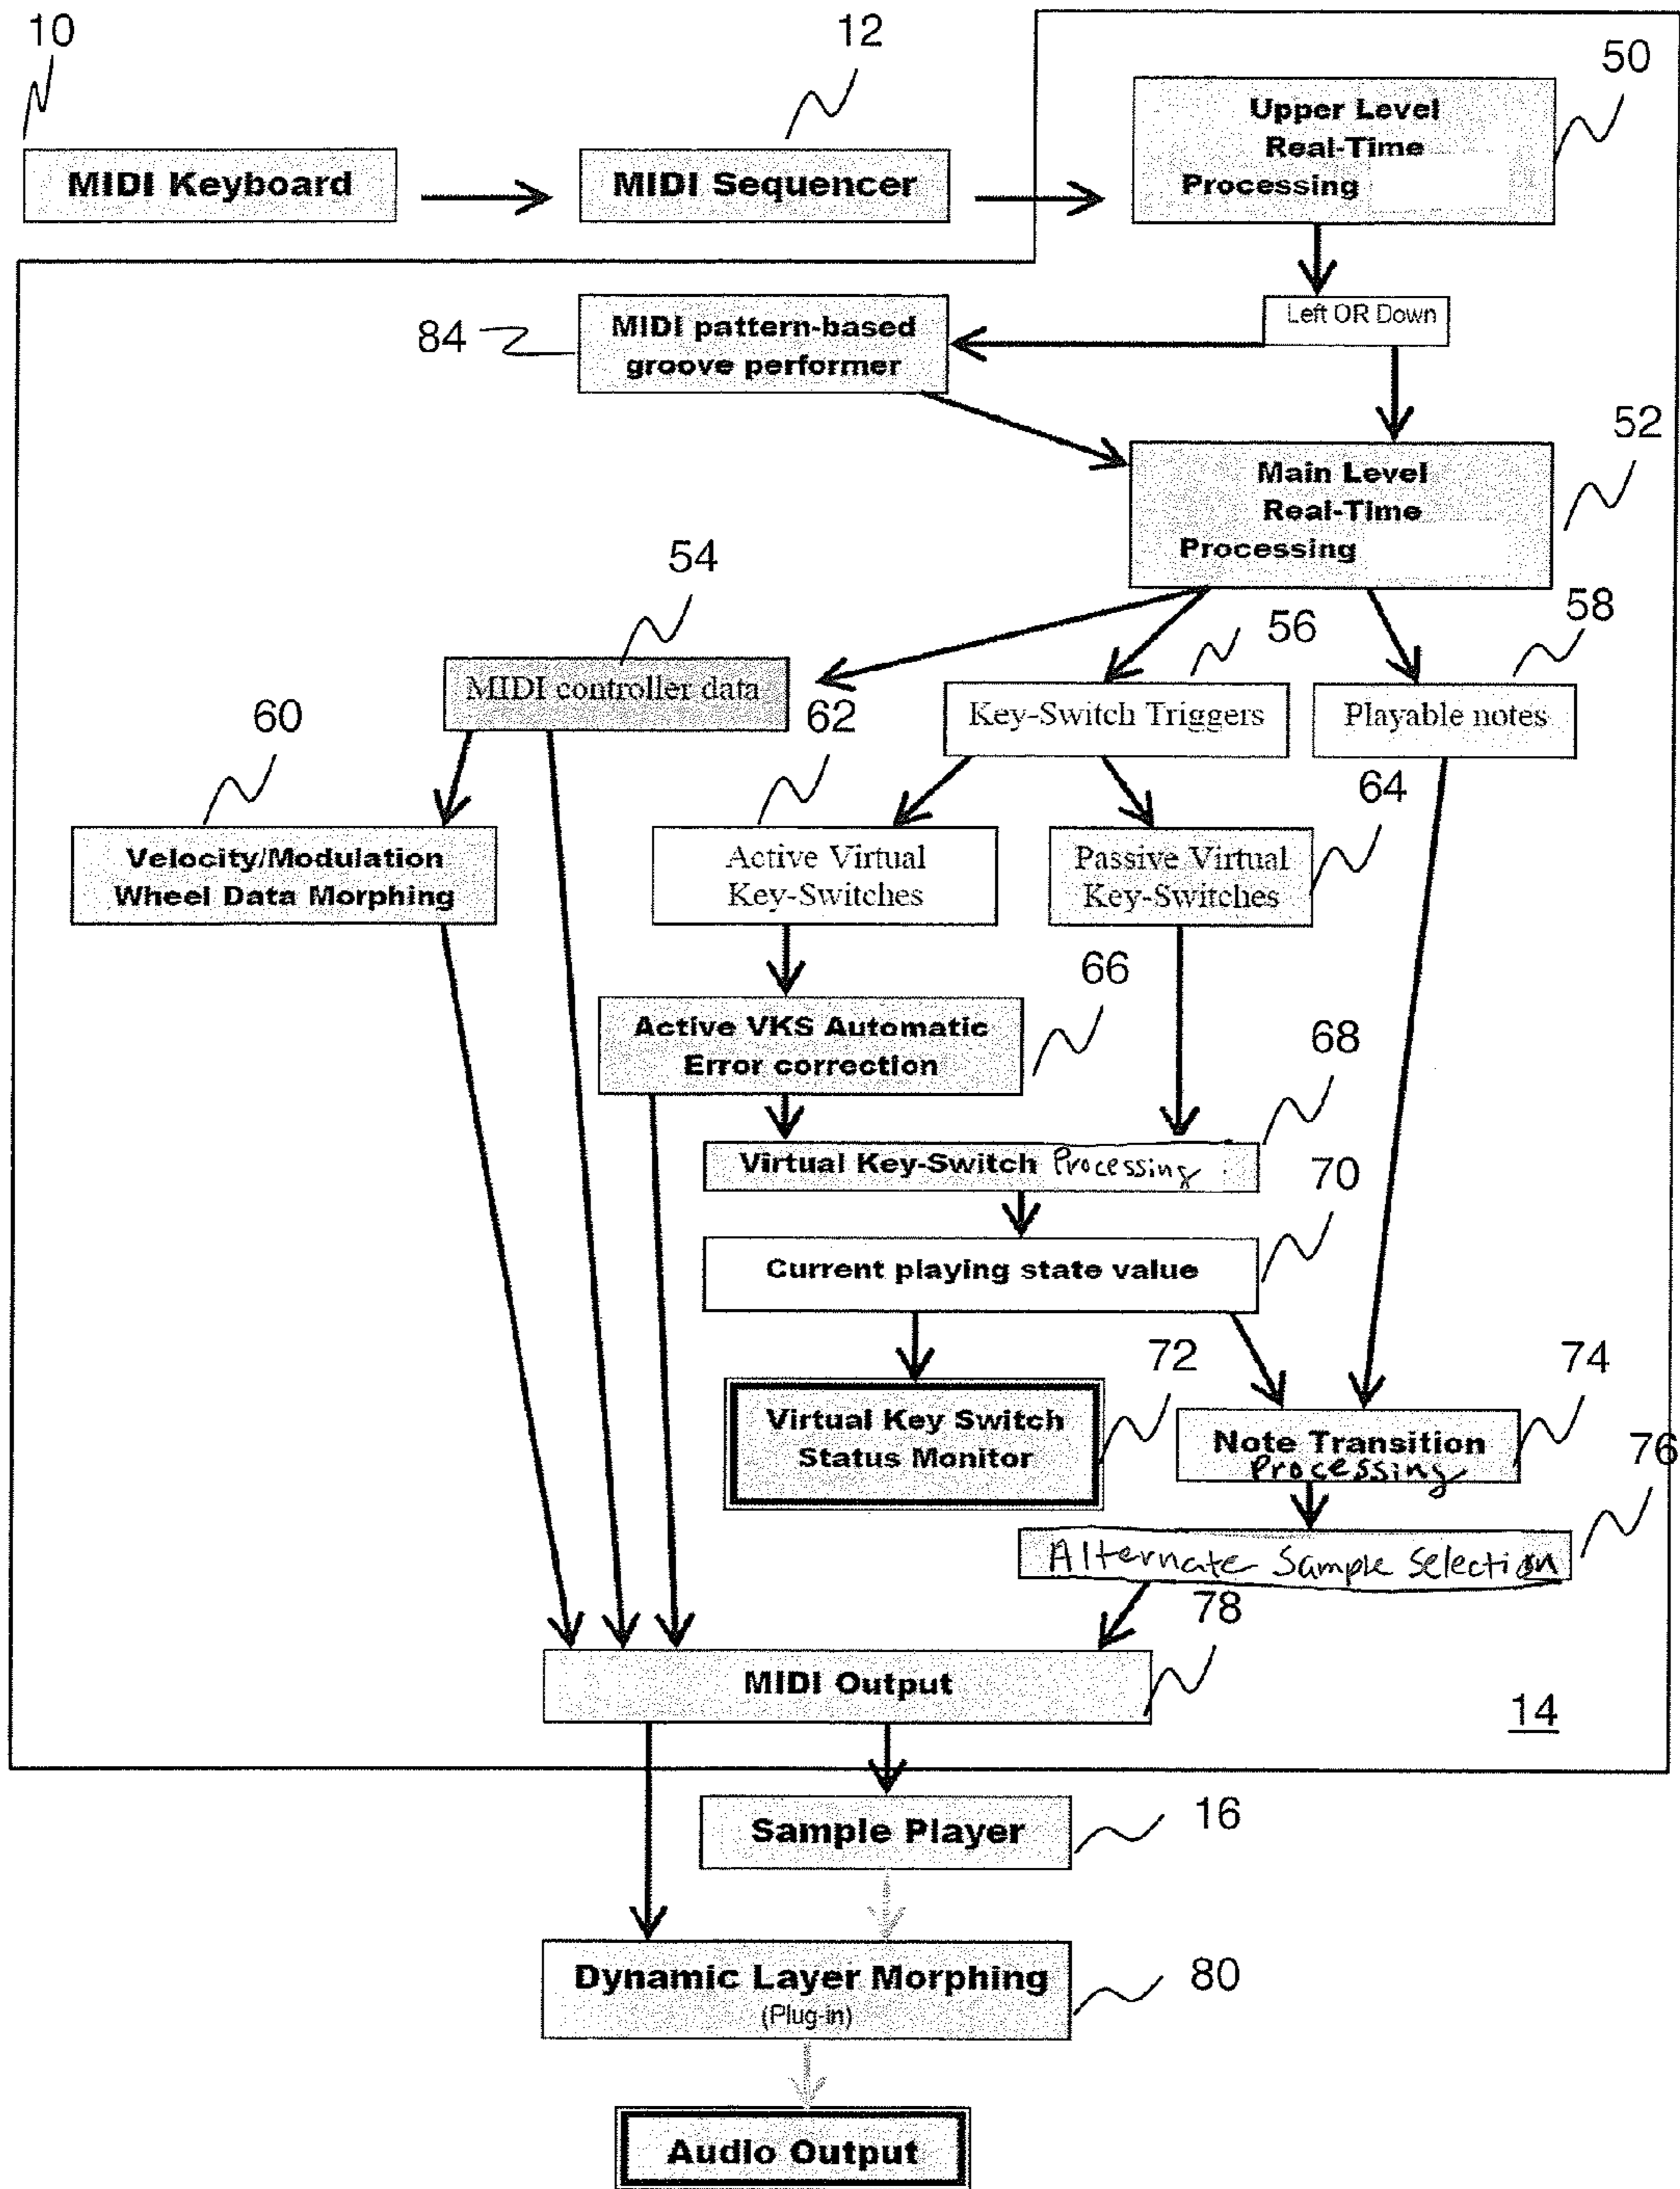 10
12
50
MIDI Keyboard
MIDI Sequencer
Upper Level
Real-Time
Processing
Left OR Down
84
MIDI pattern-based
groove performer
52
Main Level
Real-Time
Processing
54
56
58
MIDI controller data
Key-Switch Triggers
Playable notes
60
62
64
Velocity/Modulation
Wheel Data Morphing
Active Virtual
Key-Switches
Passive Virtual
Key-Switches
66
Active VKS Automatic
Error correction
68
Virtual Key-Switch Processing
70
Current playing state value
72
74
Virtual Key Switch
Status Monitor
Note Transition
Processing
76
Alternate Sample Selection
78
MIDI Output
14
Sample Player
16
Dynamic Layer Morphing
(Plug-in)
80
Audio Output